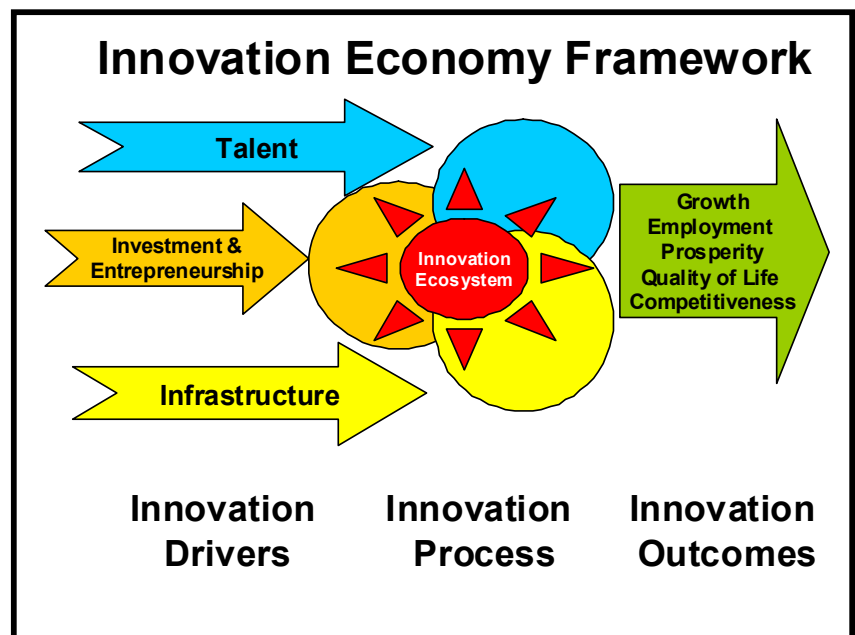 Innovation Economy Framework
Talent
Investment &
Entrepreneurship
Infrastructure
Innovation
Ecosystem
Growth
Employment
Prosperity
Quality of Life
Competitiveness
Innovation
Drivers
Innovation
Process
Innovation
Outcomes